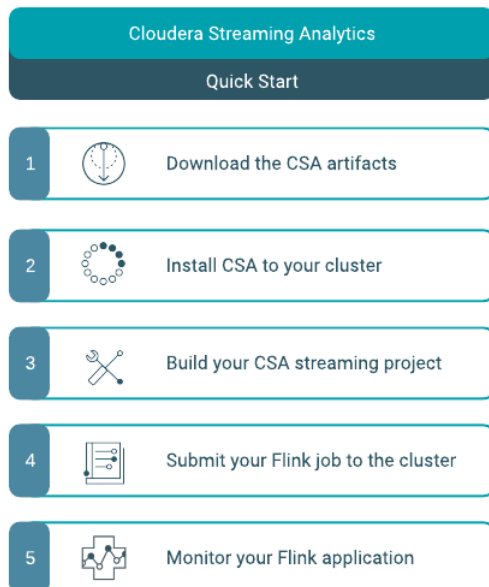 Cloudera Streaming Analytics
Quick Start
1 Download the CSA artifacts
2 Install CSA to your cluster
3 Build your CSA streaming project
4 Submit your Flink job to the cluster
5 Monitor your Flink application